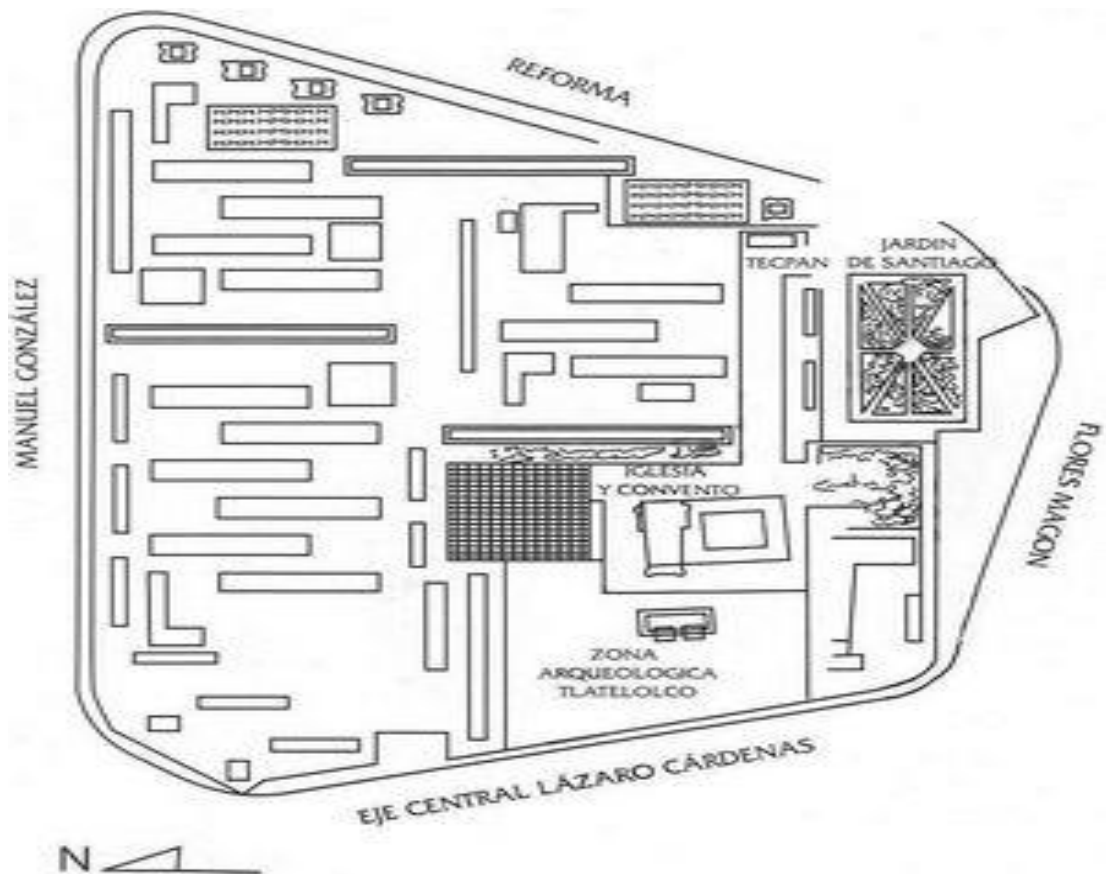 REFORMA
TECPAN
JARDIN
DE SANTIAGO
MANUEL GONZÁLEZ
FLORES MAGON
IGLESIA
Y CONVENTO
ZONA
ARQUEOLOGICA
TLATELOLCO
EJE CENTRAL LÁZARO CÁRDENAS
N